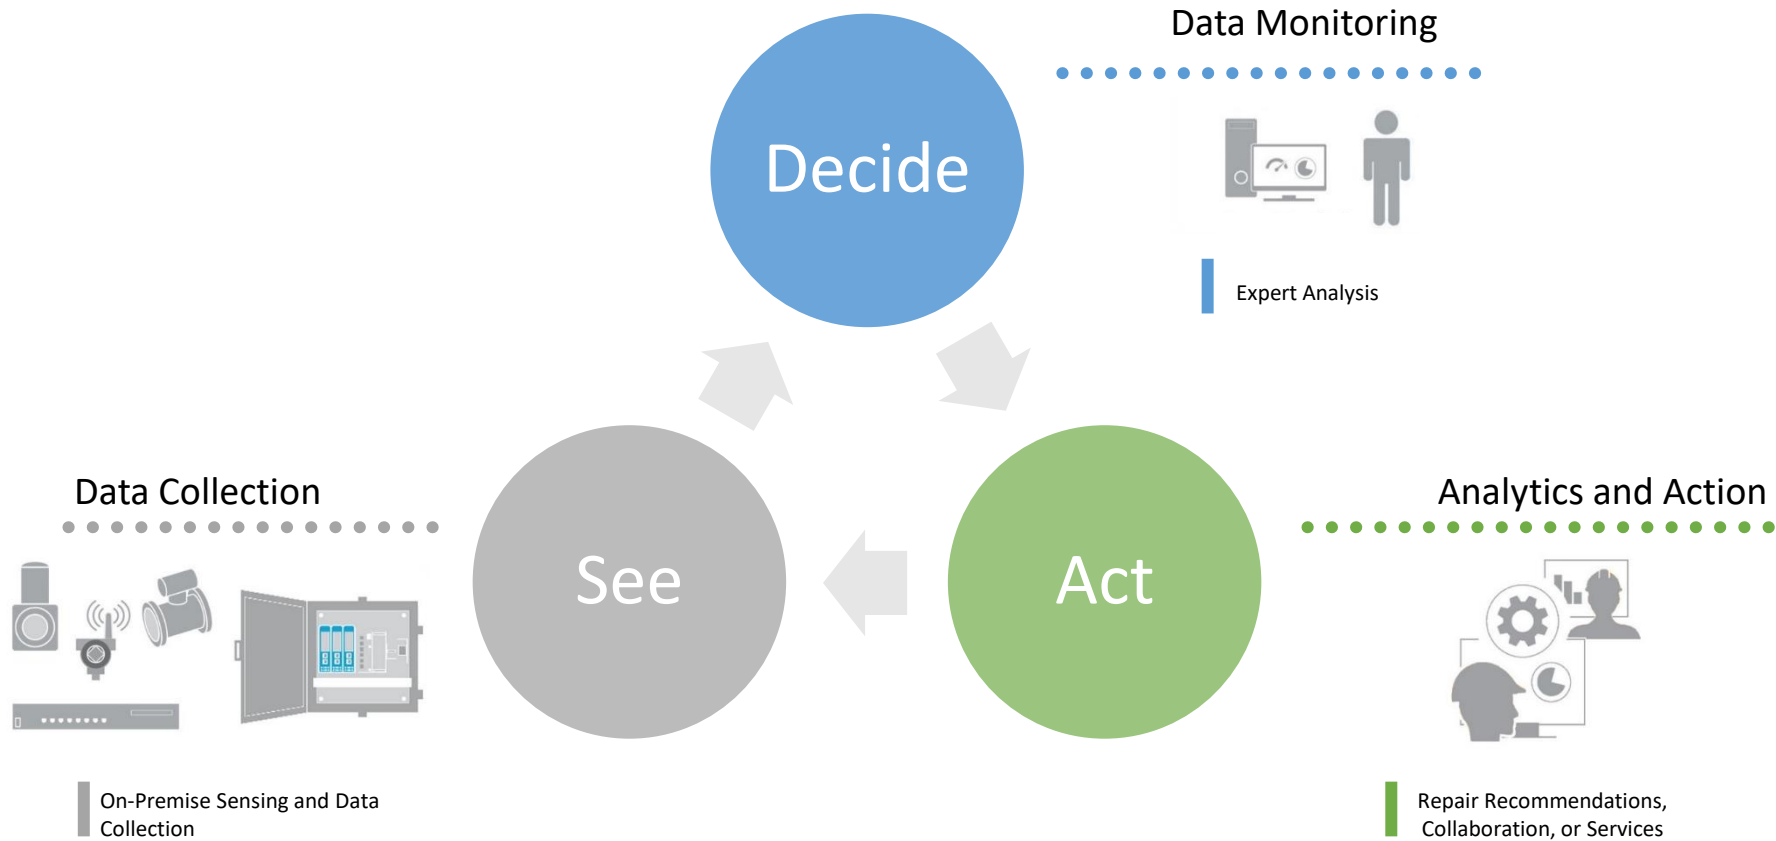 Data Monitoring
Decide
Expert Analysis
Data Collection
See
Act
Analytics and Action
On-Premise Sensing and Data
Collection
Repair Recommendations,
Collaboration, or Services